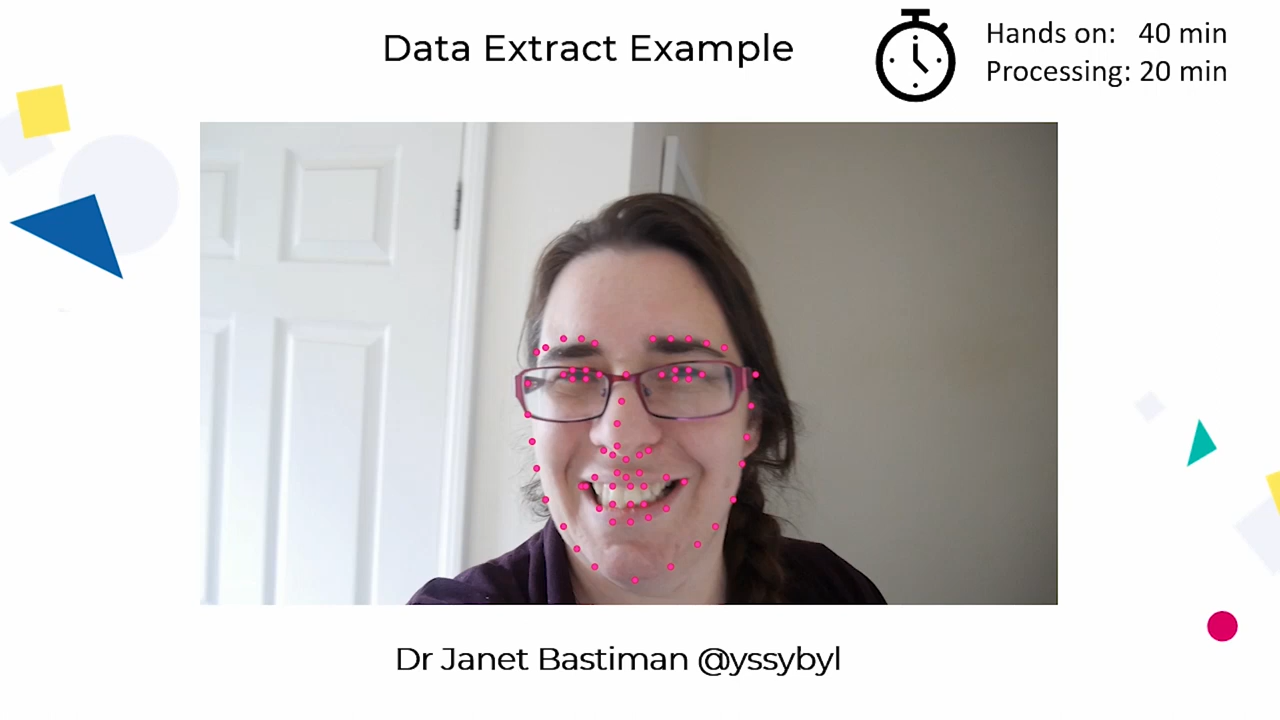 Data Extract Example
Hands on: 40 min
Processing: 20 min
Dr Janet Bastiman @yssybyl